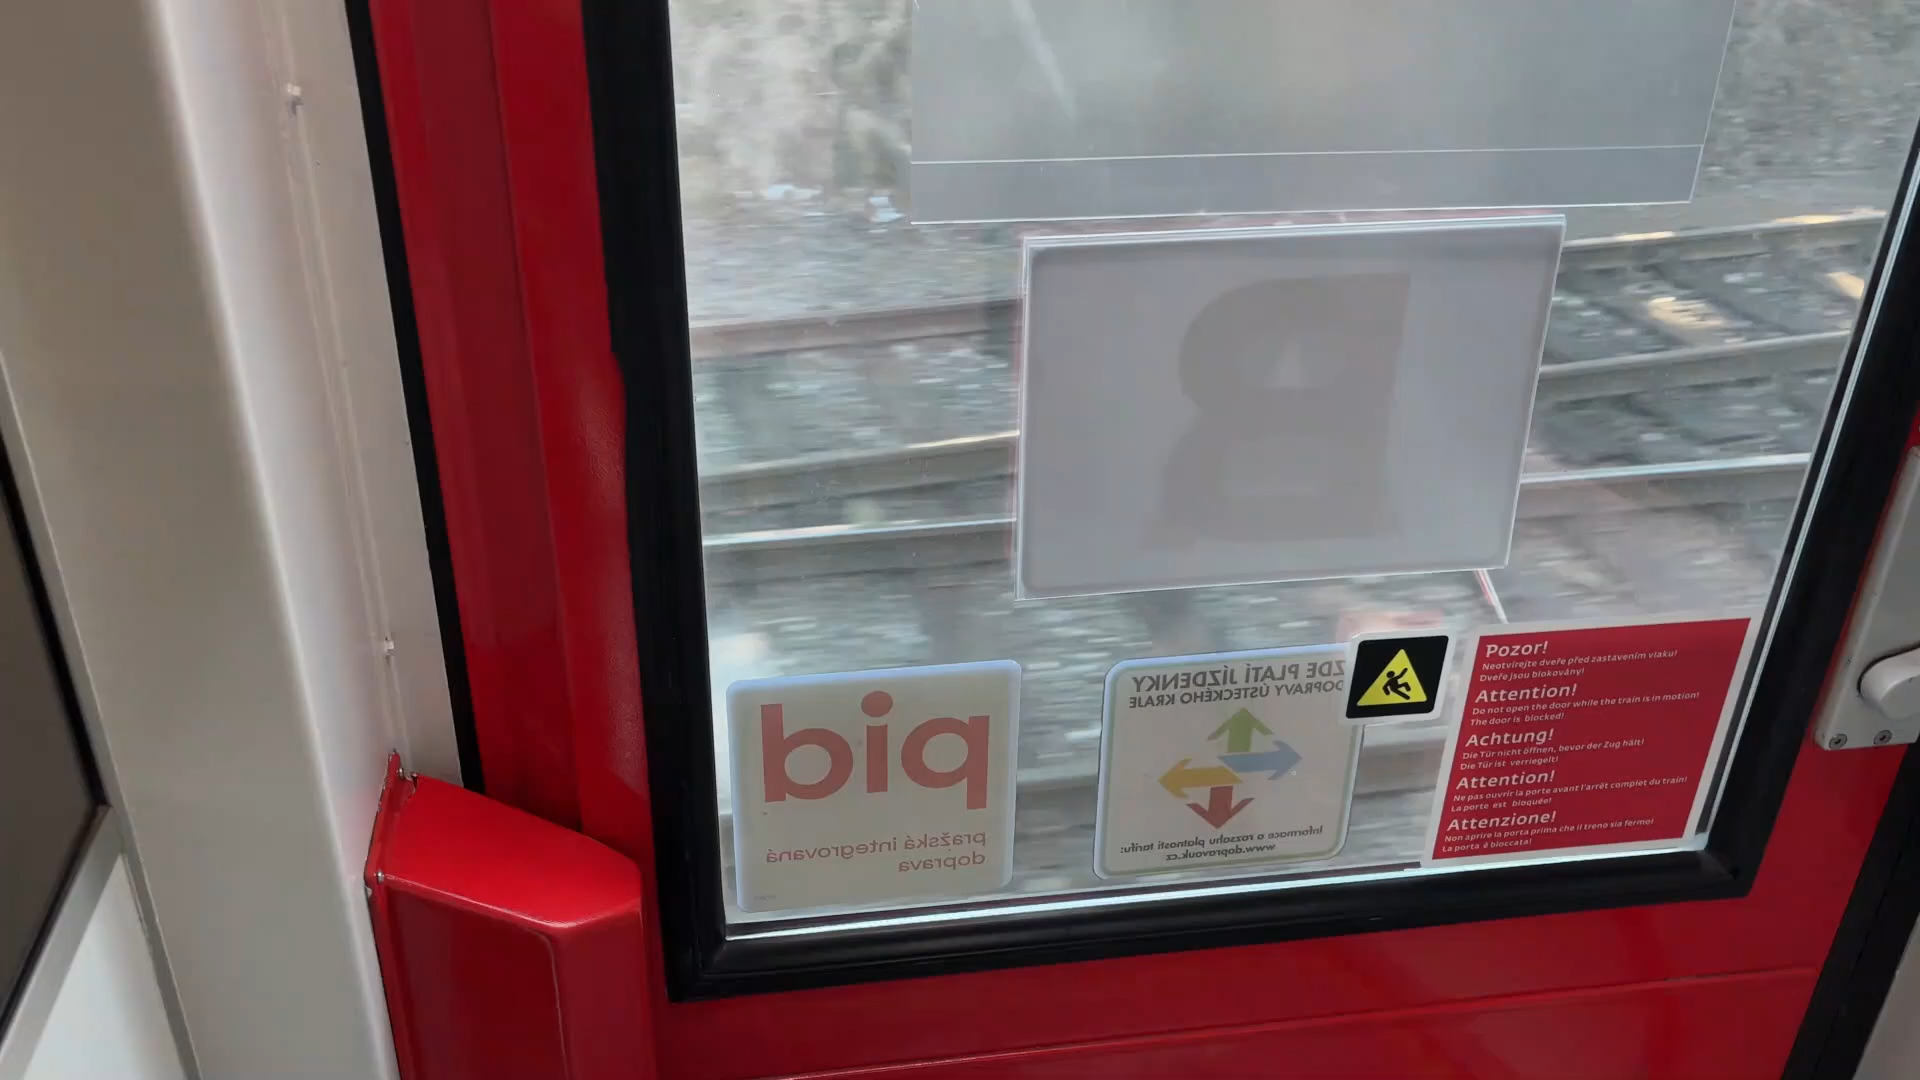 R
pid
pražská integrovaná
doprava
ZDE PLATÍ JÍZDENKY
DOPRAVY ÚSTECKÉHO KRAJE
Informace o rozsahu platnosti tarifu:
www.dopravauk.cz
Pozor!
Neotvírejte dveře před zastavením vlaku!
Dveře jsou blokovány!
Attention!
Do not open the door while the train is in motion!
The door is blocked!
Achtung!
Die Tür nicht öffnen, bevor der Zug hält!
Die Tür ist verriegelt!
Attention!
Ne pas ouvrir la porte avant l'arrêt complet du train!
La porte est bloquée!
Attenzione!
Non aprire la porta prima che il treno sia fermo!
La porta è bloccata!